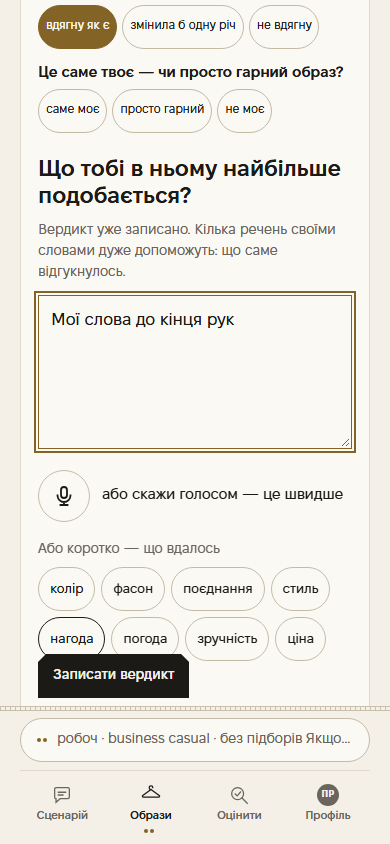 вдягну як є
змінила б одну річ
не вдягну
Це саме твоє — чи просто гарний образ?
саме моє
просто гарний
не моє
Що тобі в ньому найбільше
подобається?
Вердикт уже записано. Кілька речень своїми
словами дуже допоможуть: що саме
відгукнулось.
Мої слова до кінця рук
або скажи голосом — це швидше
Або коротко — що вдалось
колір
фасон
поєднання
стиль
нагода
погода
зручність
ціна
Записати вердикт
робоч · business casual · без підборів Якщо...
Сценарій
Образи
Оцінити
ПР
Профіль